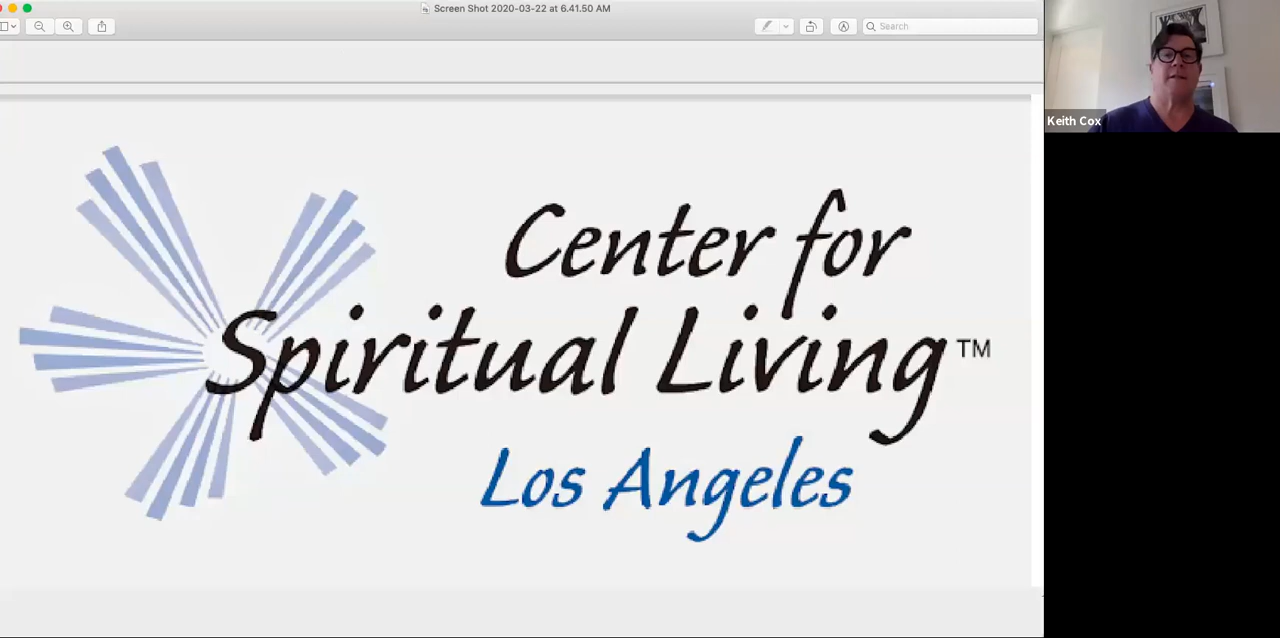 Screen Shot 2020-03-22 at 6.41.50 AM
Search
Keith Cox
Center for
Spiritual Living™
Los Angeles